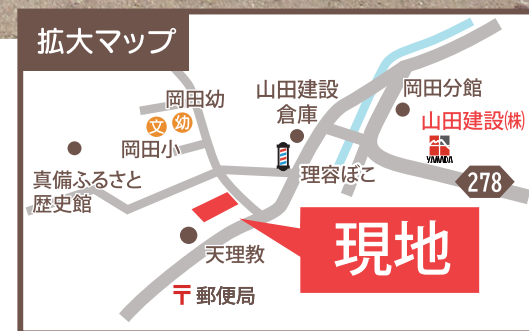 拡大マップ
岡田幼
文
幼
岡田小
真備ふるさと
歴史館
山田建設
倉庫
岡田分館
山田建設㈱
YAMADA
理容ぽこ
278
現地
天理教
〒郵便局